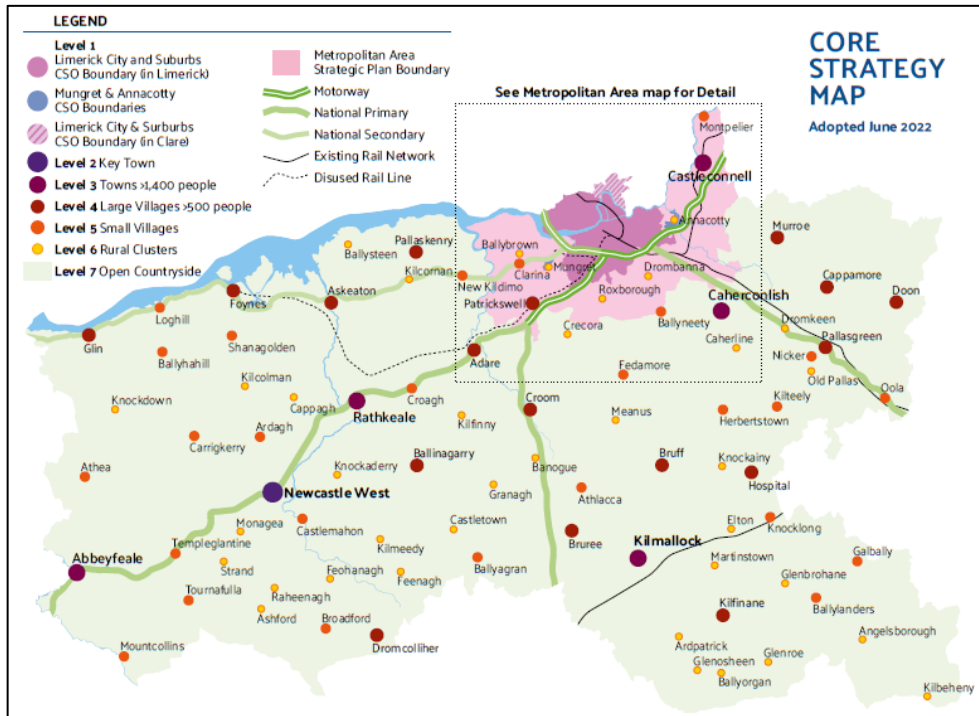 LEGEND
Level 1
Limerick City and Suburbs
CSO Boundary (in Limerick)
Mungret & Annacotty
CSO Boundaries
Limerick City & Suburbs
CSO Boundary (in Clare)
Level 2 Key Town
Level 3 Towns >1,400 people
Level 4 Large Villages >500 people
Level 5 Small Villages
Level 6 Rural Clusters
Level 7 Open Countryside
Metropolitan Area
Strategic Plan Boundary
Motorway
National Primary
National Secondary
Existing Rail Network
Disused Rail Line
CORE
STRATEGY
MAP
Adopted June 2022
See Metropolitan Area map for Detail
Montpelier
Castleconnell
Annacotty
Murroe
Ballysteen
Pallaskenry
Ballybrown
Kilcornan
Clarina
Mungret
New Kildimo
Drombanna
Cappamore
Doon
Foynes
Askeaton
Patrickswell
Roxborough
Caherconlish
Loghill
Glin
Crecora
Ballyneety
Dromkeen
Caherline
Pallasgreen
Shanagolden
Ballyhahill
Adare
Nicker
Old Pallas
Fedamore
Kilcolman
Cappagh
Croagh
Oola
Knockdown
Rathkeale
Croom
Kilteely
Kilfinny
Meanus
Herbertstown
Ardagh
Carrigkerry
Athea
Knockaderry
Ballinagarry
Banogue
Bruff
Knockainy
Hospital
Newcastle West
Granagh
Athlacca
Monagea
Castlemahon
Castletown
Elton
Knocklong
Templeglantine
Kilmeedy
Bruree
Kilmallock
Abbeyfeale
Strand
Feohanagh
Feenagh
Ballyagran
Martinstown
Galbally
Glenbrohane
Tournafulla
Raheenagh
Ashford
Broadford
Kilfinane
Ballylanders
Dromcolliher
Mountcollins
Ardpatrick
Angelsborough
Glenosheen
Glenroe
Ballyorgan
Kilbeheny